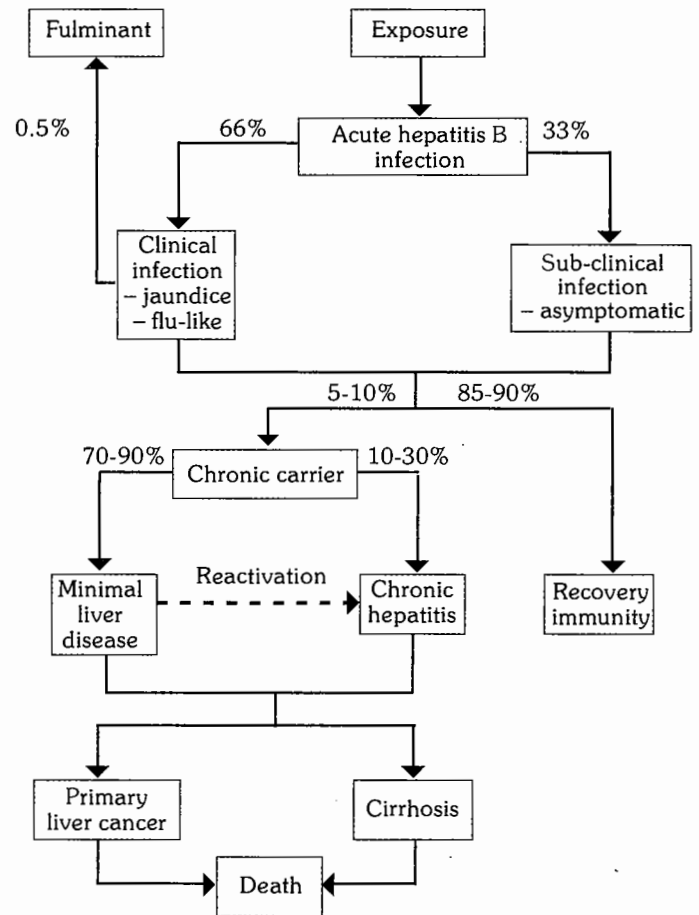 Fulminant
Exposure
0.5%
66%
Acute hepatitis B
infection
33%
Clinical
infection
– jaundice
– flu-like
Sub-clinical
infection
– asymptomatic
5-10%
85-90%
70-90%
Chronic carrier
10-30%
Minimal
liver
disease
Reactivation
Chronic
hepatitis
Recovery
immunity
Primary
liver cancer
Cirrhosis
Death